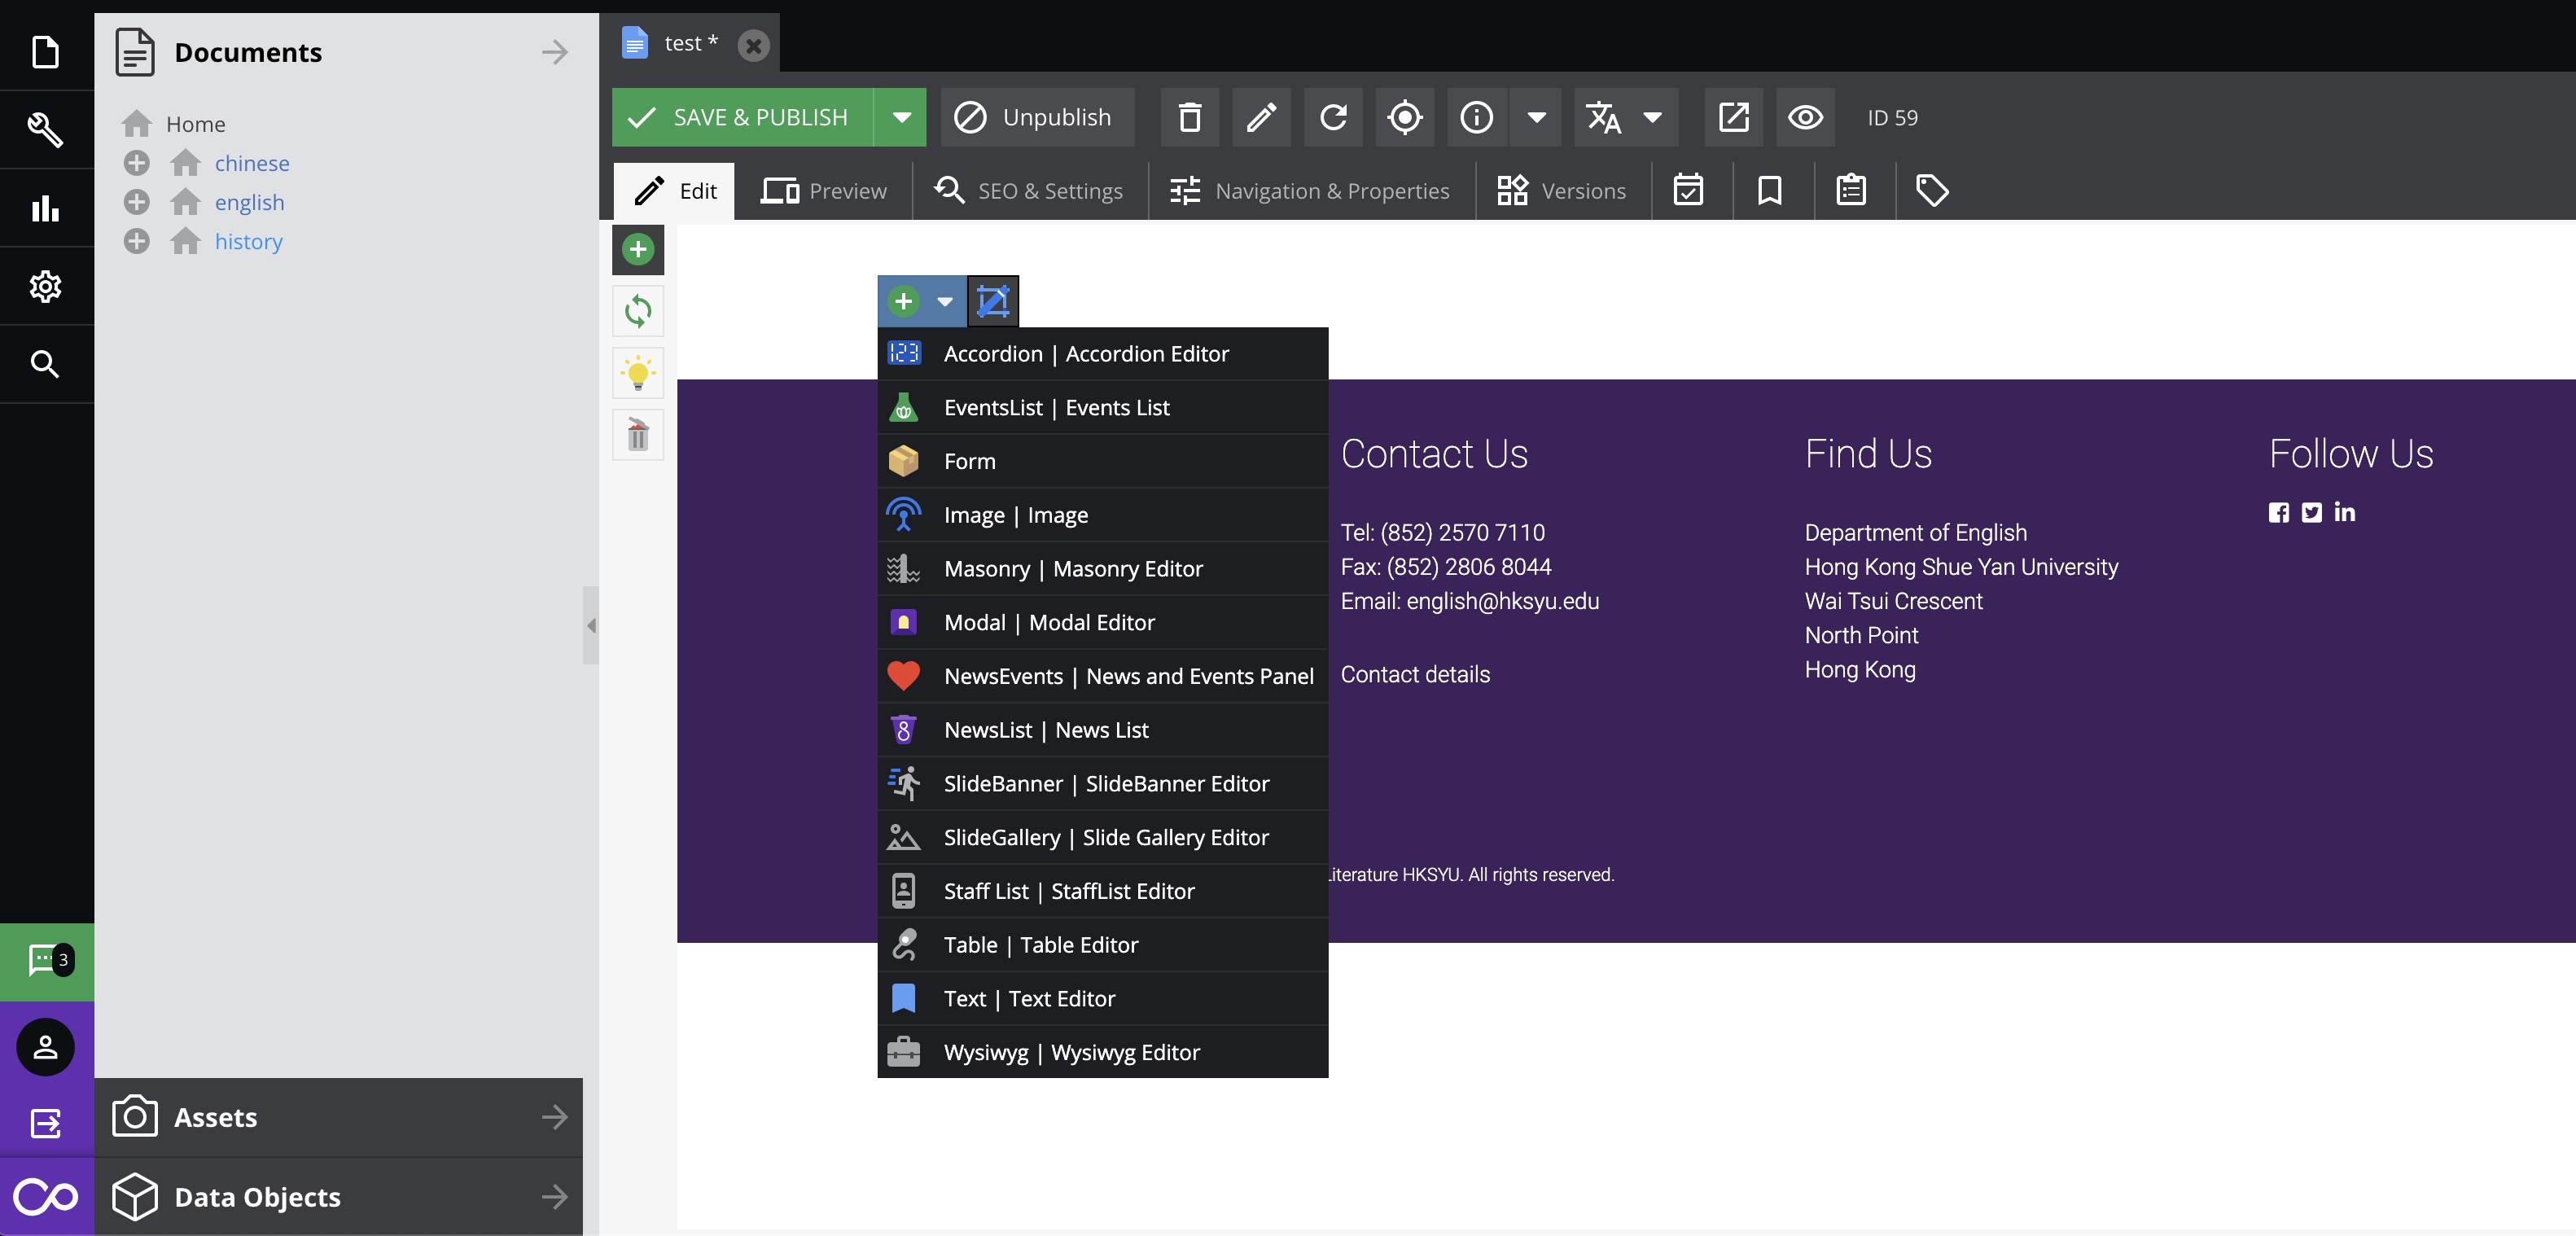 Documents
Home
chinese
english
history
3
Assets
Data Objects
test *
SAVE & PUBLISH
Unpublish
ID 59
Edit
Preview
SEO & Settings
Navigation & Properties
Versions
123
Accordion | Accordion Editor
EventsList | Events List
Form
Image | Image
Masonry | Masonry Editor
Modal | Modal Editor
NewsEvents | News and Events Panel
8
NewsList | News List
SlideBanner | SlideBanner Editor
SlideGallery | Slide Gallery Editor
Staff List | StaffList Editor
Table | Table Editor
Text | Text Editor
Wysiwyg | Wysiwyg Editor
Contact Us
Tel: (852) 2570 7110
Fax: (852) 2806 8044
Email: english@hksyu.edu
Contact details
Find Us
Department of English
Hong Kong Shue Yan University
Wai Tsui Crescent
North Point
Hong Kong
Follow Us
Literature HKSYU. All rights reserved.